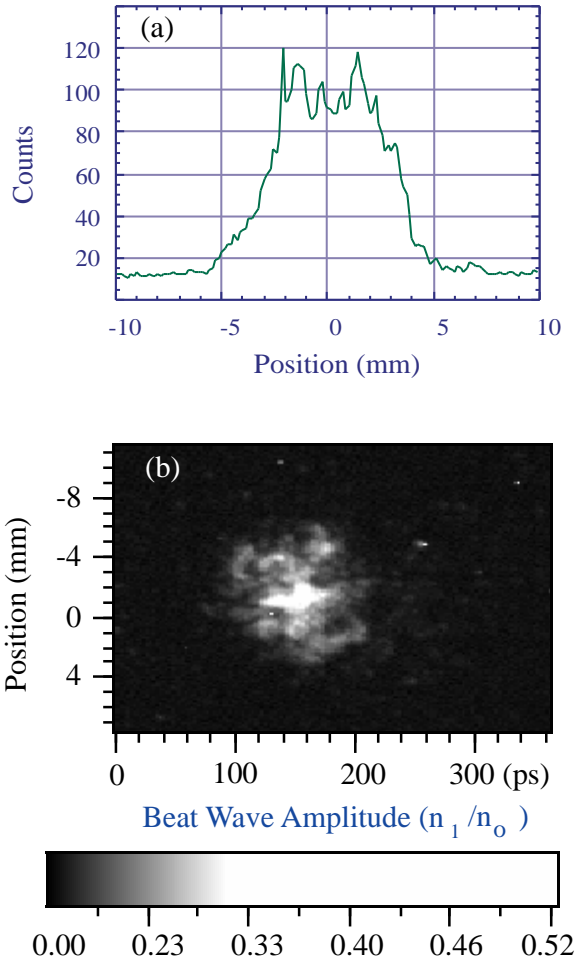 (a)
120
100
80
60
40
20
Counts
-10 -5 0 5 10
Position (mm)
(b)
-8
-4
0
4
Position (mm)
0 100 200 300 (ps)
Beat Wave Amplitude (n 1 /n o )
0.00 0.23 0.33 0.40 0.46 0.52